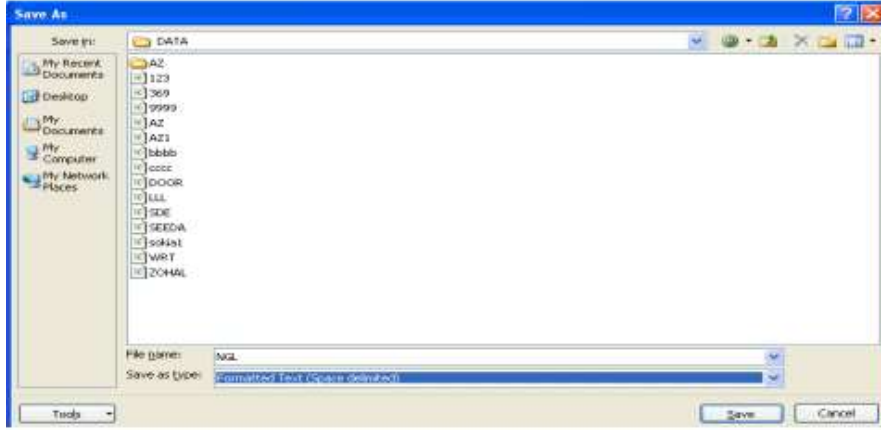 Save As
Save in:
DATA
My Recent Documents
Desktop
My Documents
My Computer
My Network Places
AZ
123
369
9999
AZ
AZ1
bbbb
cccc
DOOR
LLL
SDE
SEEDA
sokia1
WRT
ZOHAL
File name:
NGL
Save as type:
Formatted Text (Space delimited)
Tools
Save
Cancel